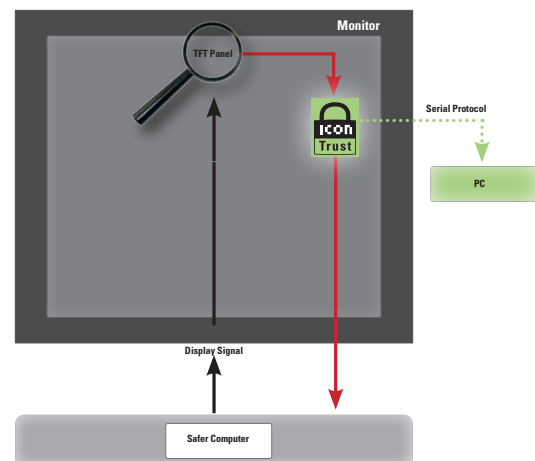 Monitor
TFT Panel
Serial Protocol
Icon
Trust
PC
Display Signal
Safer Computer